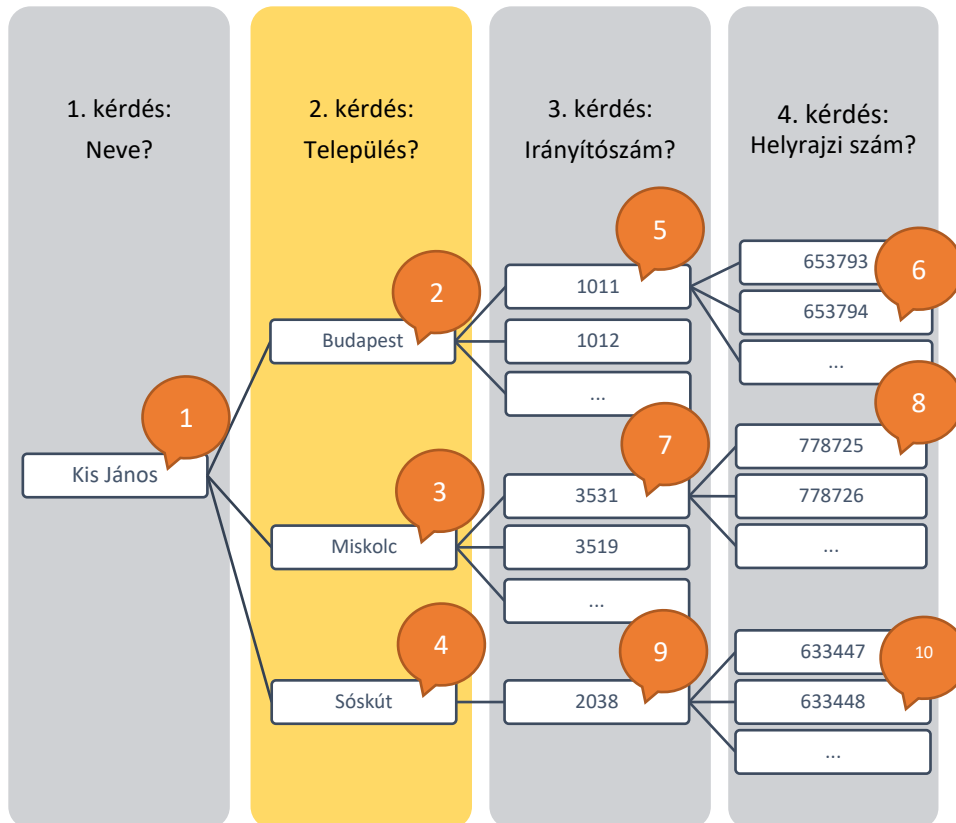 1. kérdés:
Neve?
2. kérdés:
Település?
3. kérdés:
Irányítószám?
4. kérdés:
Helyrajzi szám?
1
Kis János
2
Budapest
3
Miskolc
4
Sóskút
5
1011
1012
...
7
3531
3519
...
9
2038
6
653793
653794
...
8
778725
778726
...
10
633447
633448
...